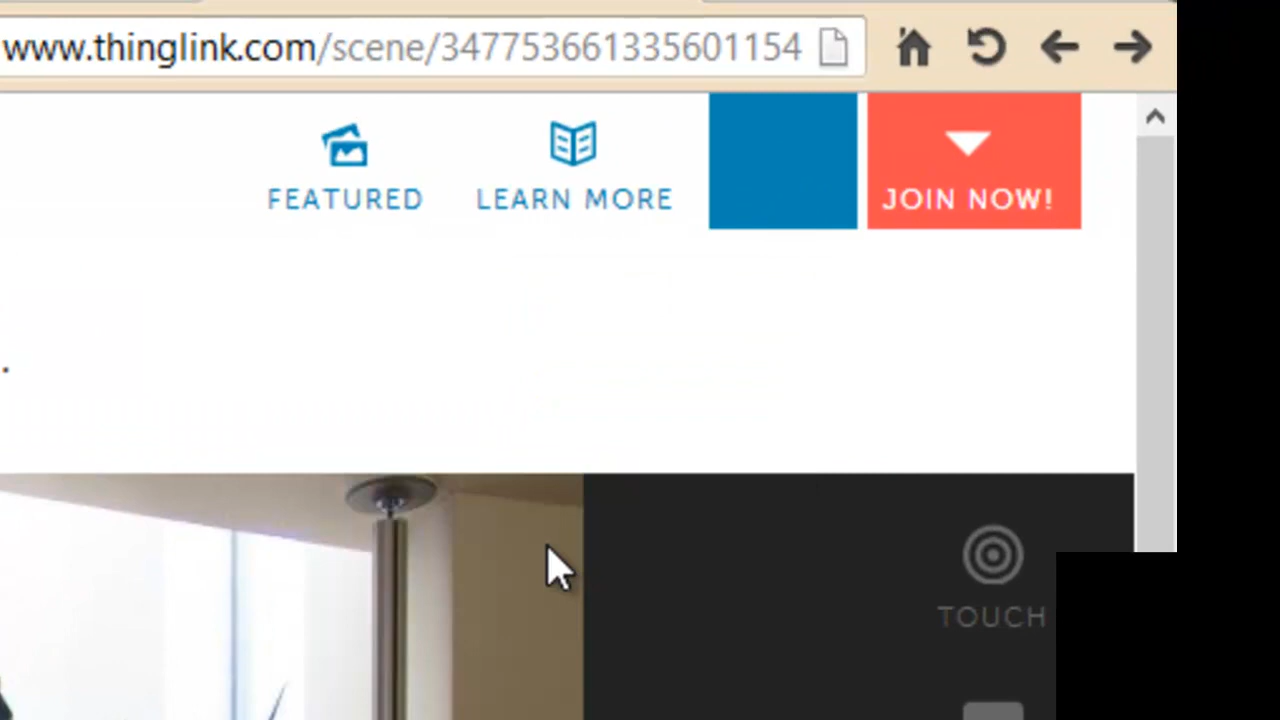 www.thinglink.com/scene/347753661335601154
FEATURED
LEARN MORE
JOIN NOW!
.
TOUCH